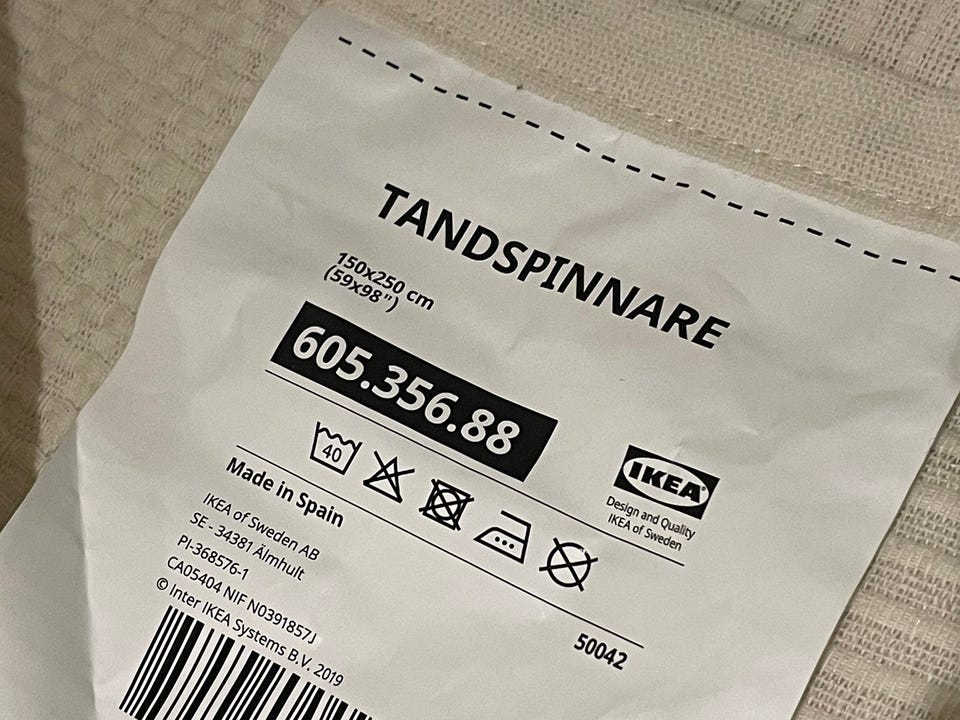 TANDSPINNARE
150x250 cm
(59x98")
605.356.88
40
IKEA®
Design and Quality
IKEA of Sweden
Made in Spain
IKEA of Sweden AB
SE - 34381 Älmhult
PI-368576-1
CA05404 NIF N0391857J
© Inter IKEA Systems B.V. 2019
50042